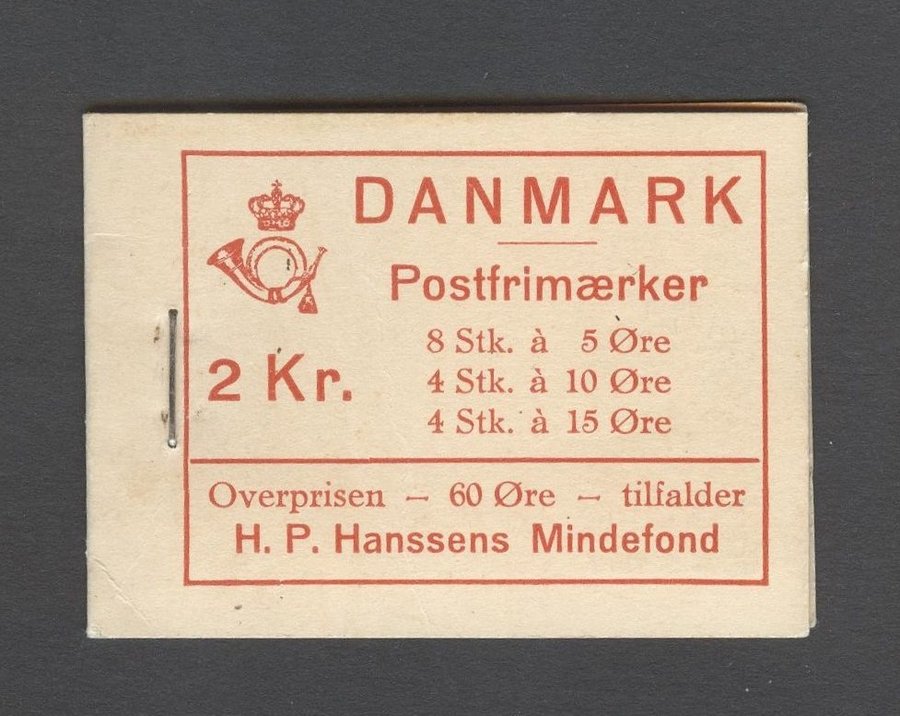 DANMARK
Postfrimærker
2 Kr.
8 Stk. à 5 Øre
4 Stk. à 10 Øre
4 Stk. à 15 Øre
Overprisen – 60 Øre – tilfalder
H. P. Hanssens Mindefond